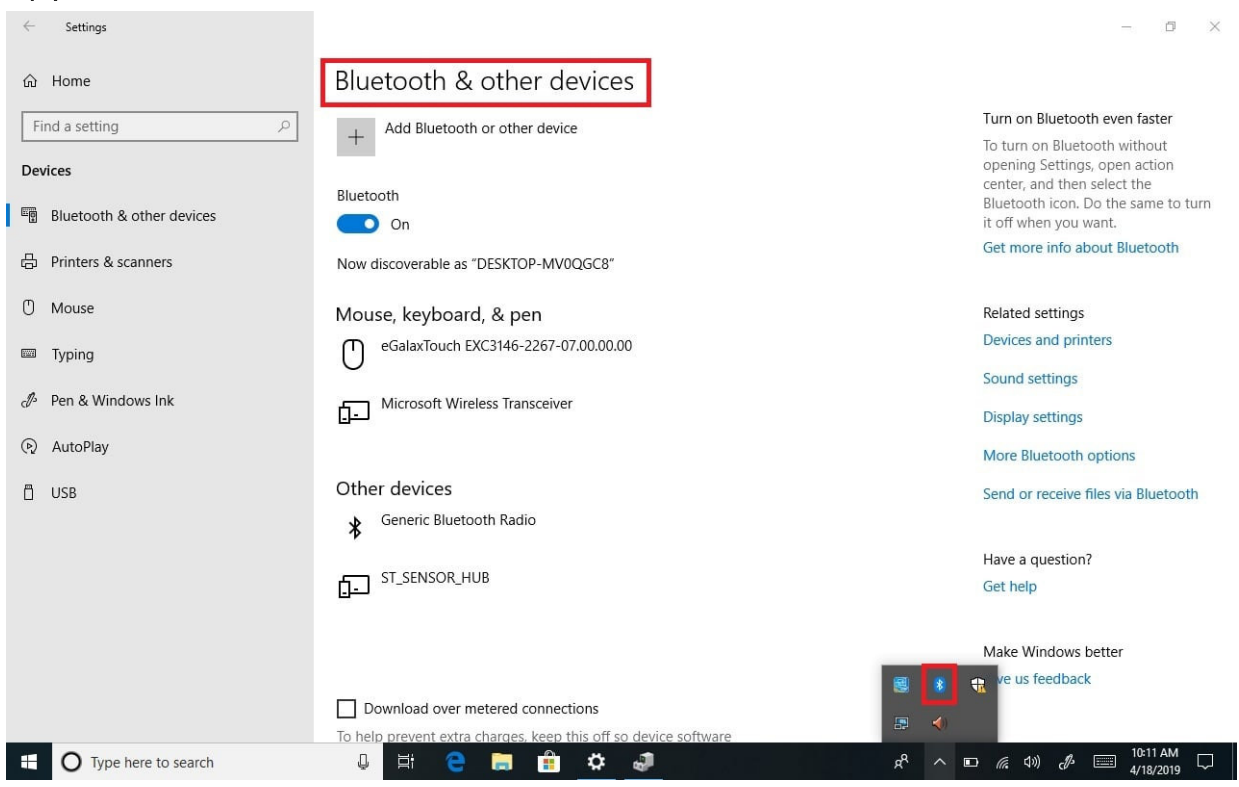 Settings
Home
Find a setting
Devices
Bluetooth & other devices
Printers & scanners
Mouse
Typing
Pen & Windows Ink
AutoPlay
USB
Bluetooth & other devices
Add Bluetooth or other device
Bluetooth
On
Now discoverable as "DESKTOP-MV0QGC8"
Mouse, keyboard, & pen
eGalaxTouch EXC3146-2267-07.00.00.00
Microsoft Wireless Transceiver
Other devices
Generic Bluetooth Radio
ST_SENSOR_HUB
Download over metered connections
To help prevent extra charges, keep this off so device software
Turn on Bluetooth even faster
To turn on Bluetooth without
opening Settings, open action
center, and then select the
Bluetooth icon. Do the same to turn
it off when you want.
Get more info about Bluetooth
Related settings
Devices and printers
Sound settings
Display settings
More Bluetooth options
Send or receive files via Bluetooth
Have a question?
Get help
Make Windows better
ve us feedback
Type here to search
10:11 AM
4/18/2019